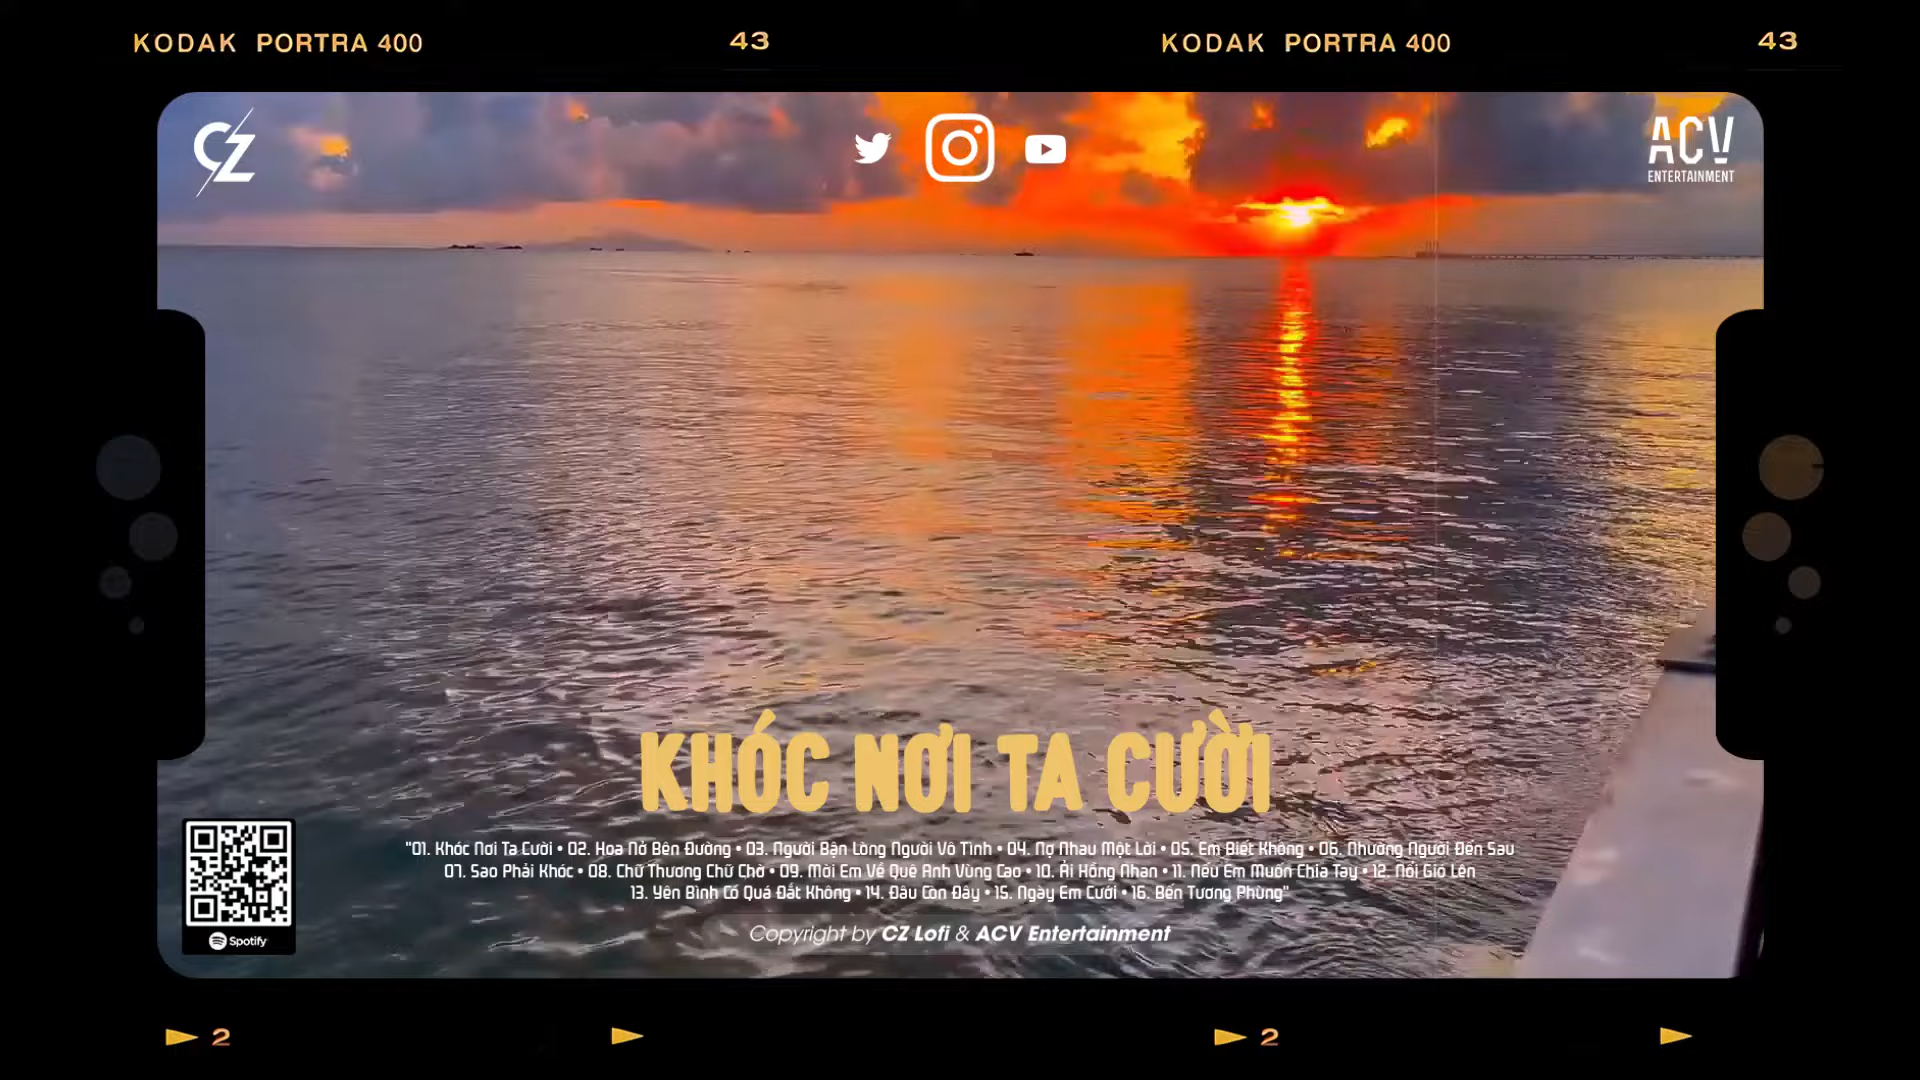 KODAK PORTRA 400 43 KODAK PORTRA 400 43
CZ
ACV
ENTERTAINMENT
KHÓC NƠI TA CƯỜI
"01. Khóc Nơi Ta Cười • 02. Hoa Nở Bên Đường • 03. Người Bận Lòng Người Vô Tình • 04. Nợ Nhau Một Lời • 05. Em Biết Không • 06. Nhường Người Đến Sau
07. Sao Phải Khóc • 08. Chữ Thương Chữ Chờ • 09. Mời Em Về Quê Anh Vùng Cao • 10. Ải Hồng Nhan • 11. Nếu Em Muốn Chia Tay • 12. Nổi Gió Lên
13. Yên Bình Có Quá Đắt Không • 14. Đâu Còn Đây • 15. Ngày Em Cưới • 16. Bến Tương Phùng"
Spotify
Copyright by CZ Lofi & ACV Entertainment
2 2